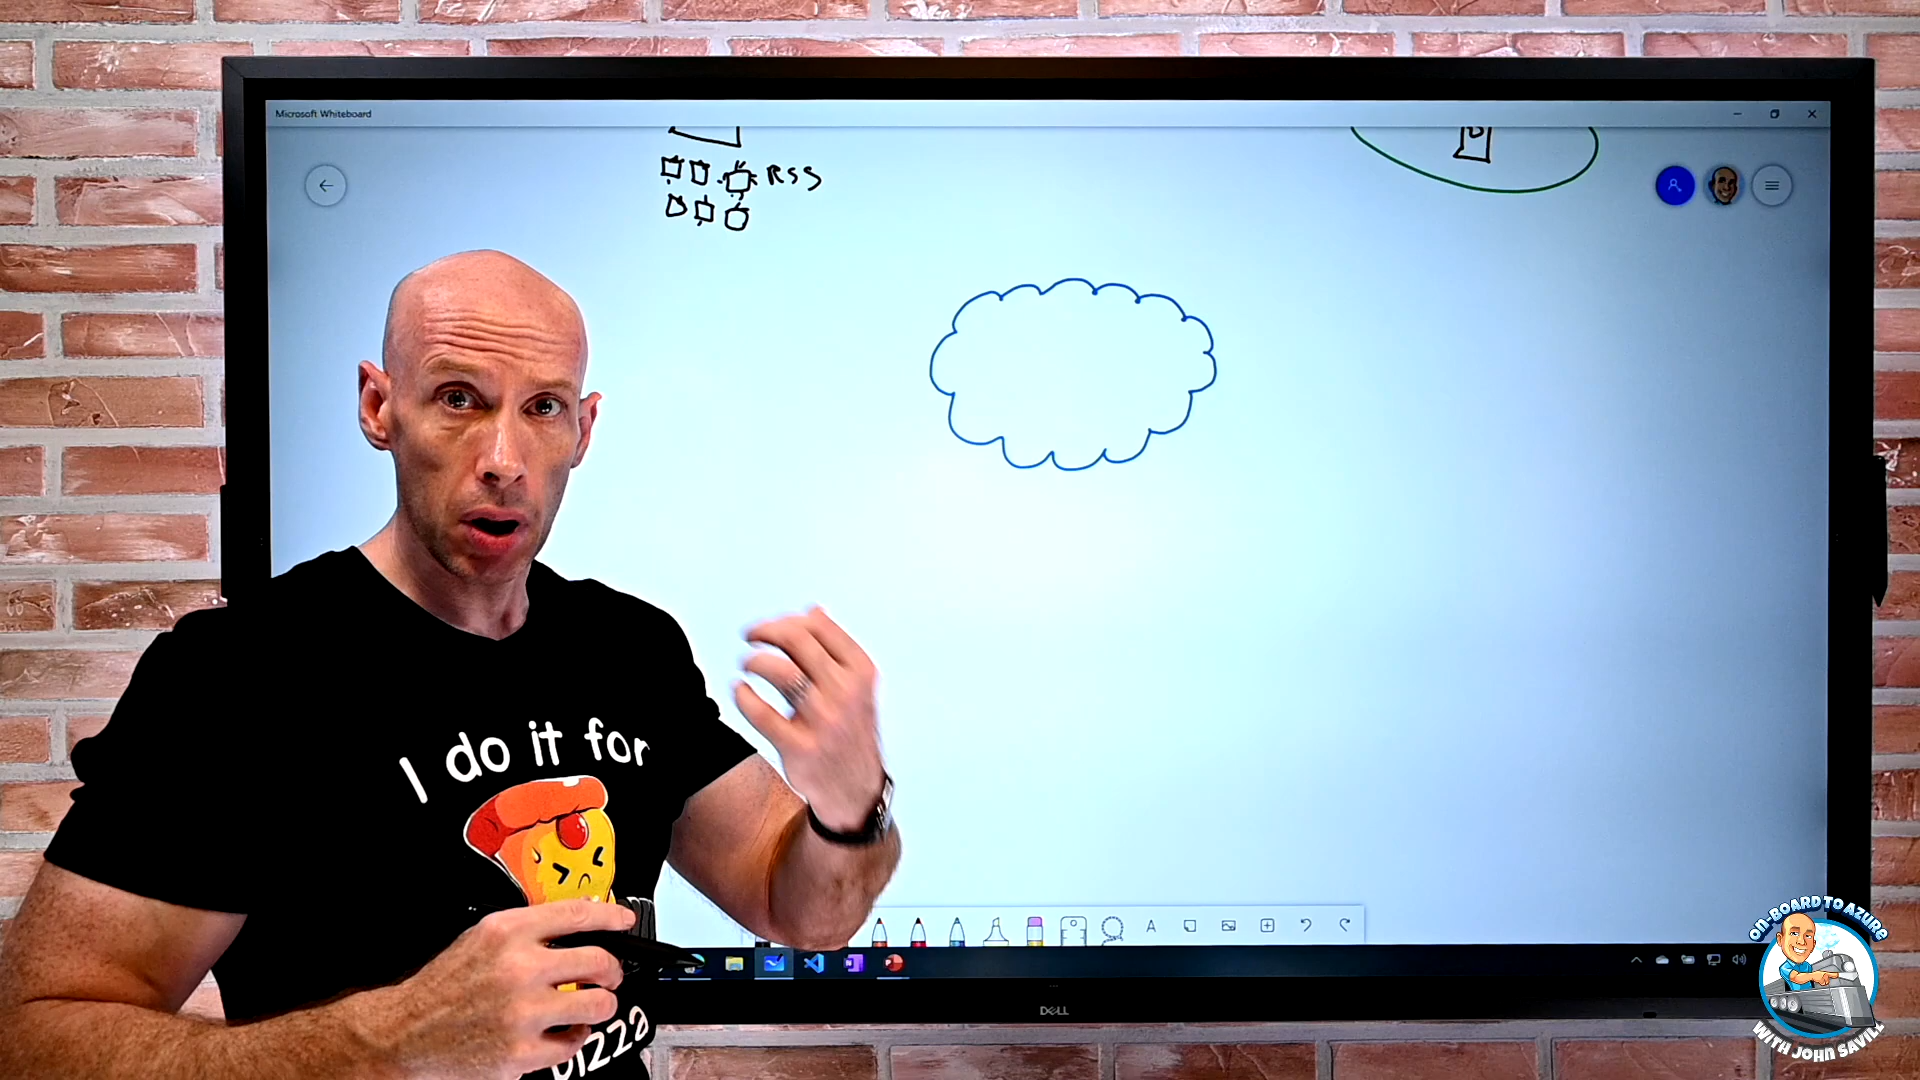 Microsoft Whiteboard
RSS
I do it for
pizza
A
DELL
ON-BOARD TO AZURE
WITH JOHN SAVILL